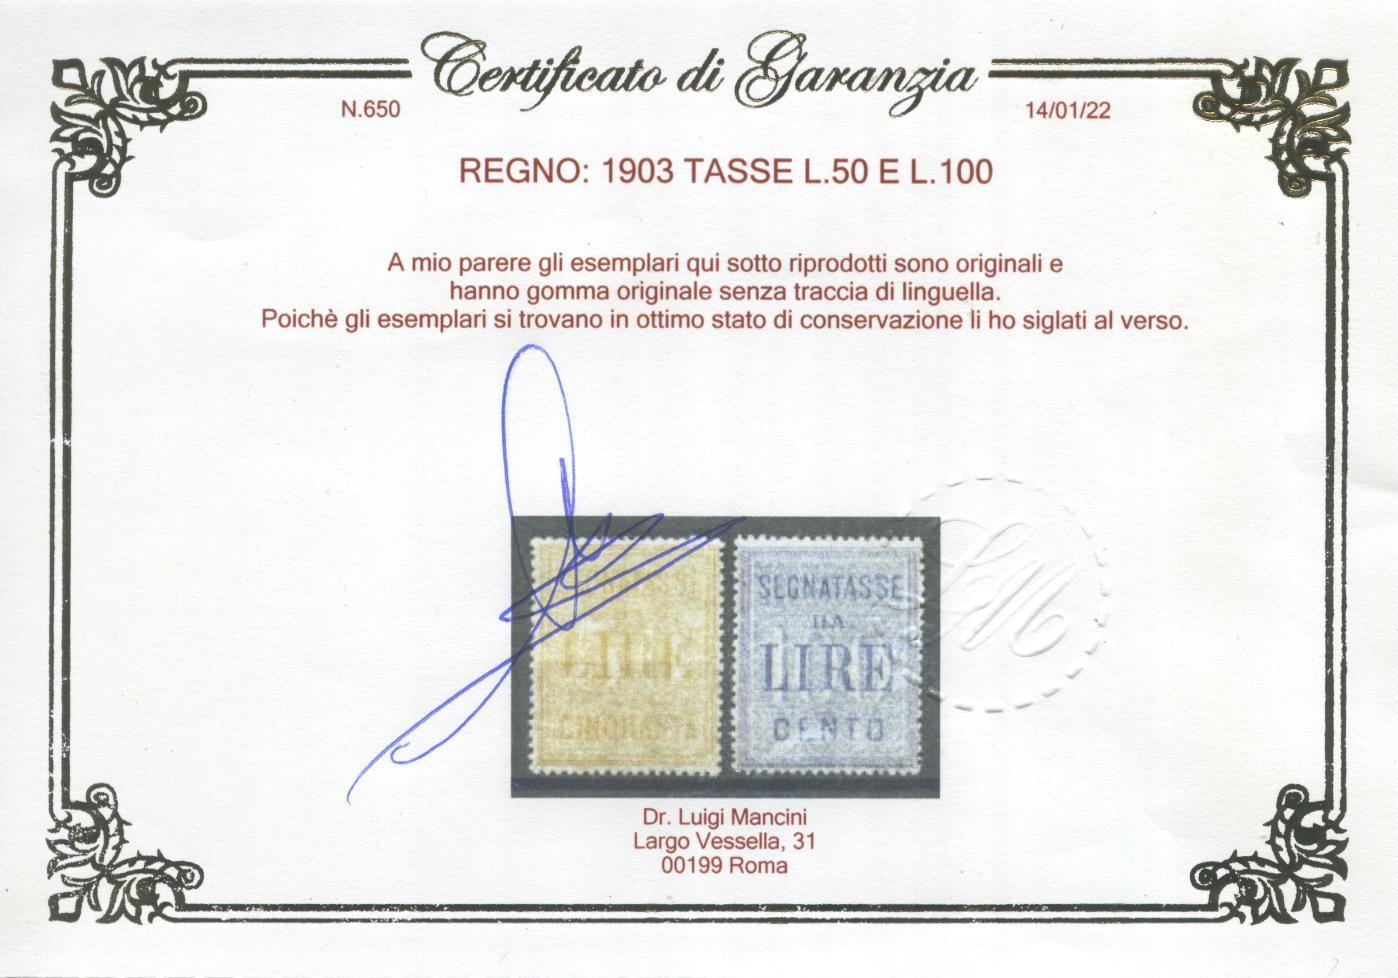 Certificato di Garanzia
N.650
14/01/22
REGNO: 1903 TASSE L.50 E L.100
A mio parere gli esemplari qui sotto riprodotti sono originali e
hanno gomma originale senza traccia di linguella.
Poichè gli esemplari si trovano in ottimo stato di conservazione li ho siglati al verso.
LIRE
CINQUANTA
SEGNATASSE
DA
LIRE
CENTO
LM
Dr. Luigi Mancini
Largo Vessella, 31
00199 Roma